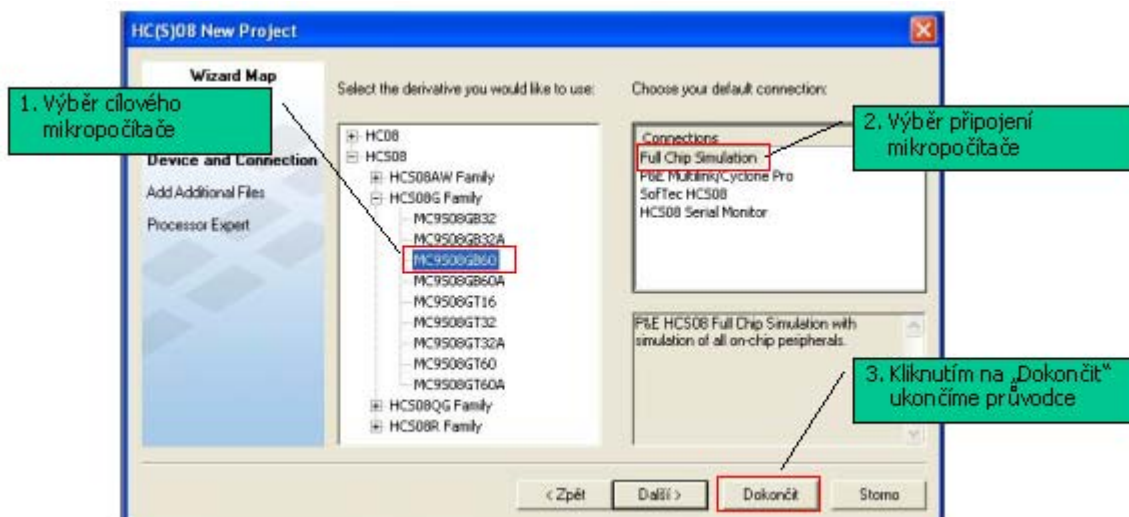 HC(S)08 New Project
Wizard Map
1. Výběr cílového
mikropočítače
Device and Connection
Add Additional Files
Processor Expert
Select the derivative you would like to use:
HC08
HCS08
HCS08AW Family
HCS08G Family
MC9S08GB32
MC9S08GB32A
MC9S08GB60
MC9S08GB60A
MC9S08GT16
MC9S08GT32
MC9S08GT32A
MC9S08GT60
MC9S08GT60A
HCS08QG Family
HCS08R Family
Choose your default connection:
Connections
Full Chip Simulation
P&E Multilink/Cyclone Pro
SofTec HCS08
HCS08 Serial Monitor
2. Výběr připojení
mikropočítače
P&E HCS08 Full Chip Simulation with
simulation of all on-chip peripherals.
3. Kliknutím na „Dokončit“
ukončíme průvodce
< Zpět
Další >
Dokončit
Storno